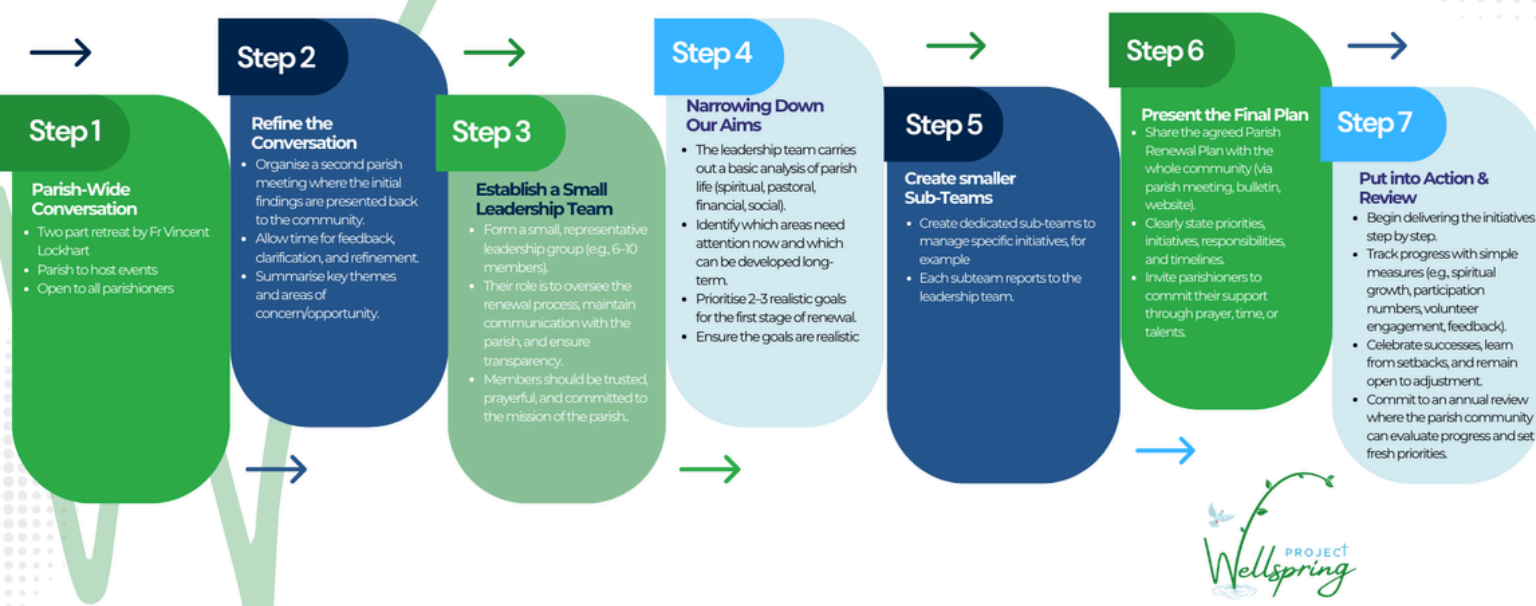 Step 1
Parish-Wide
Conversation
• Two part retreat by Fr Vincent
Lockhart
• Parish to host events
• Open to all parishioners
Step 2
Refine the
Conversation
• Organise a second parish
meeting where the initial
findings are presented back
to the community.
• Allow time for feedback,
clarification, and refinement.
• Summarise key themes
and areas of
concern/opportunity.
Step 3
Establish a Small
Leadership Team
• Form a small, representative
leadership group (e.g., 6–10
members).
• Their role is to oversee the
renewal process, maintain
communication with the
parish, and ensure
transparency.
• Members should be trusted,
prayerful, and committed to
the mission of the parish..
Step 4
Narrowing Down
Our Aims
• The leadership team carries
out a basic analysis of parish
life (spiritual, pastoral,
financial, social).
• Identify which areas need
attention now and which
can be developed long-
term.
• Prioritise 2–3 realistic goals
for the first stage of renewal.
• Ensure the goals are realistic
Step 5
Create smaller
Sub-Teams
• Create dedicated sub-teams to
manage specific initiatives, for
example
• Each subteam reports to the
leadership team.
Step 6
Present the Final Plan
• Share the agreed Parish
Renewal Plan with the
whole community (via
parish meeting, bulletin,
website).
• Clearly state priorities,
initiatives, responsibilities,
and timelines.
• Invite parishioners to
commit their support
through prayer, time, or
talents.
Step 7
Put into Action &
Review
• Begin delivering the initiatives
step by step.
• Track progress with simple
measures (e.g., spiritual
growth, participation
numbers, volunteer
engagement, feedback).
• Celebrate successes, learn
from setbacks, and remain
open to adjustment.
• Commit to an annual review
where the parish community
can evaluate progress and set
fresh priorities.
PROJECT
Wellspring